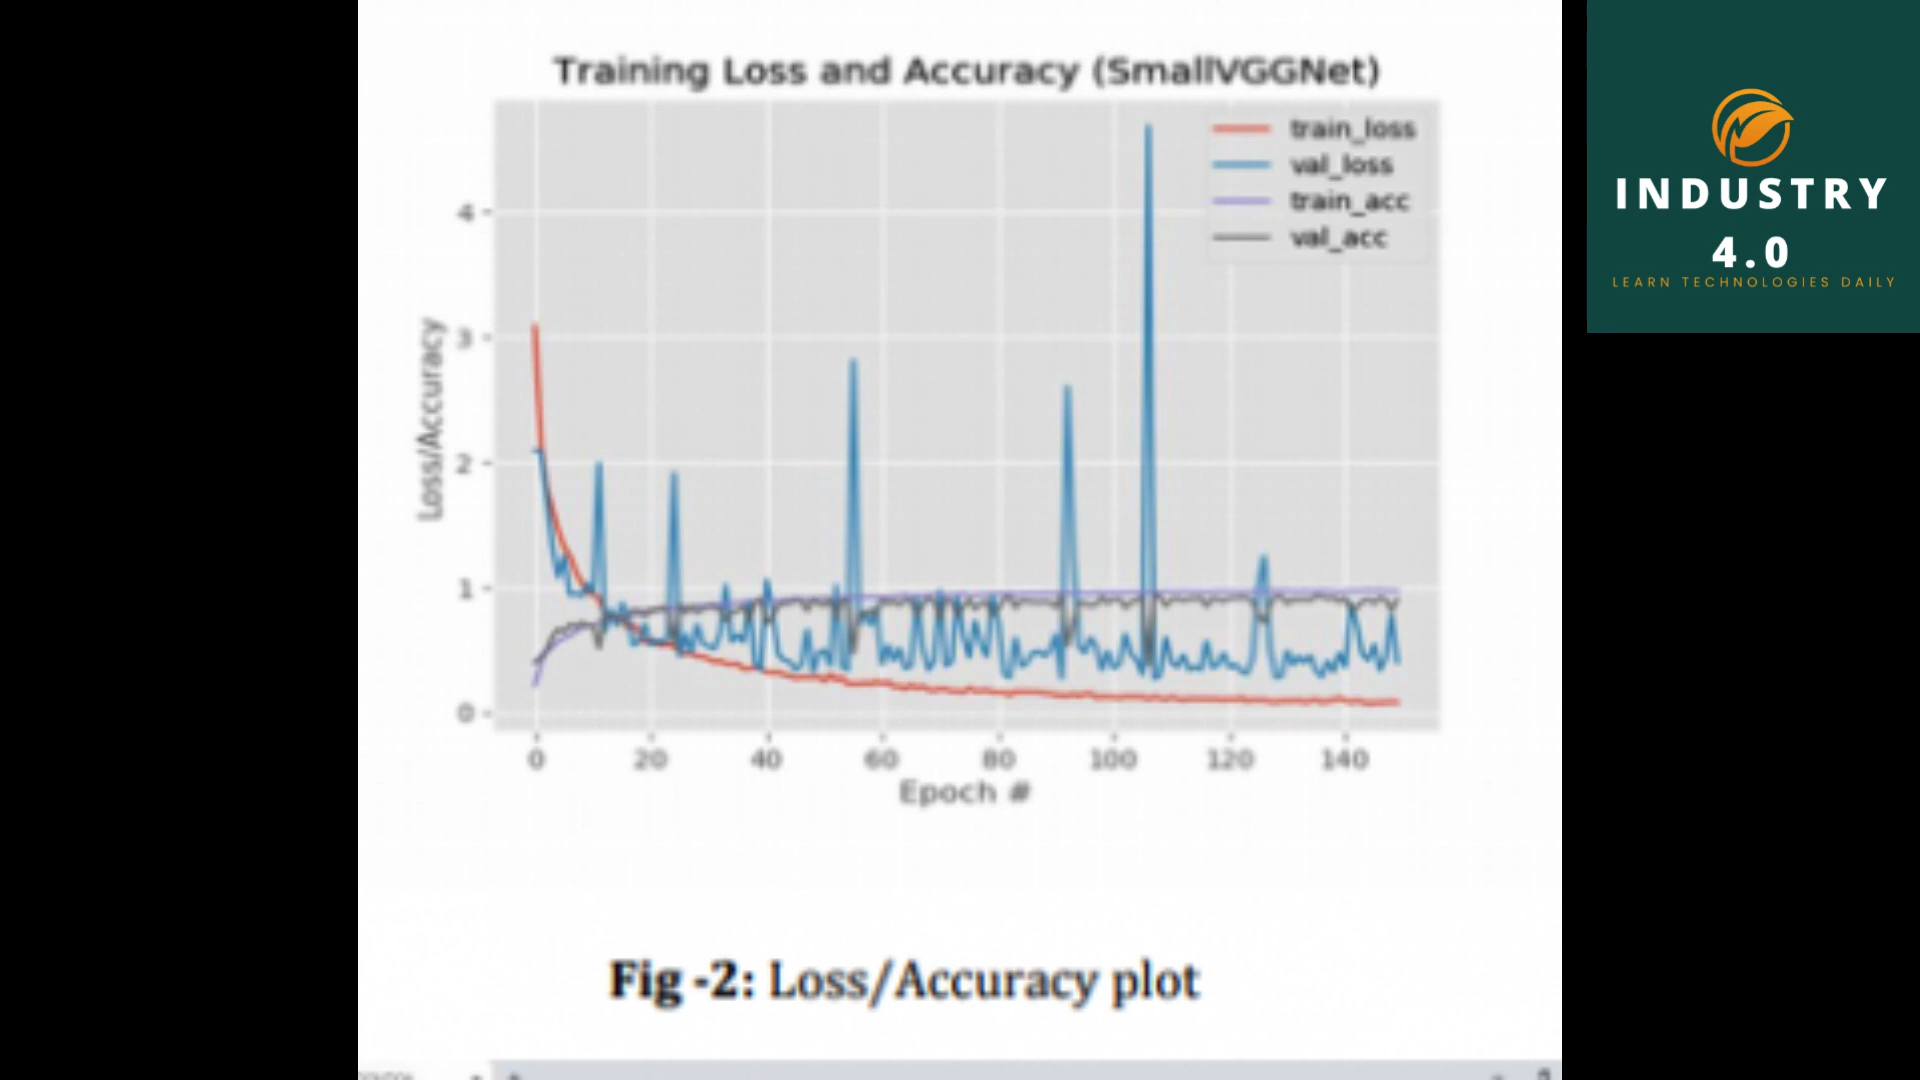 Training Loss and Accuracy (SmallVGGNet)
train_loss
val_loss
train_acc
val_acc
4
3
2
1
0
Loss/Accuracy
0 20 40 60 80 100 120 140
Epoch #
Fig -2: Loss/Accuracy plot
INDUSTRY
4.0
LEARN TECHNOLOGIES DAILY